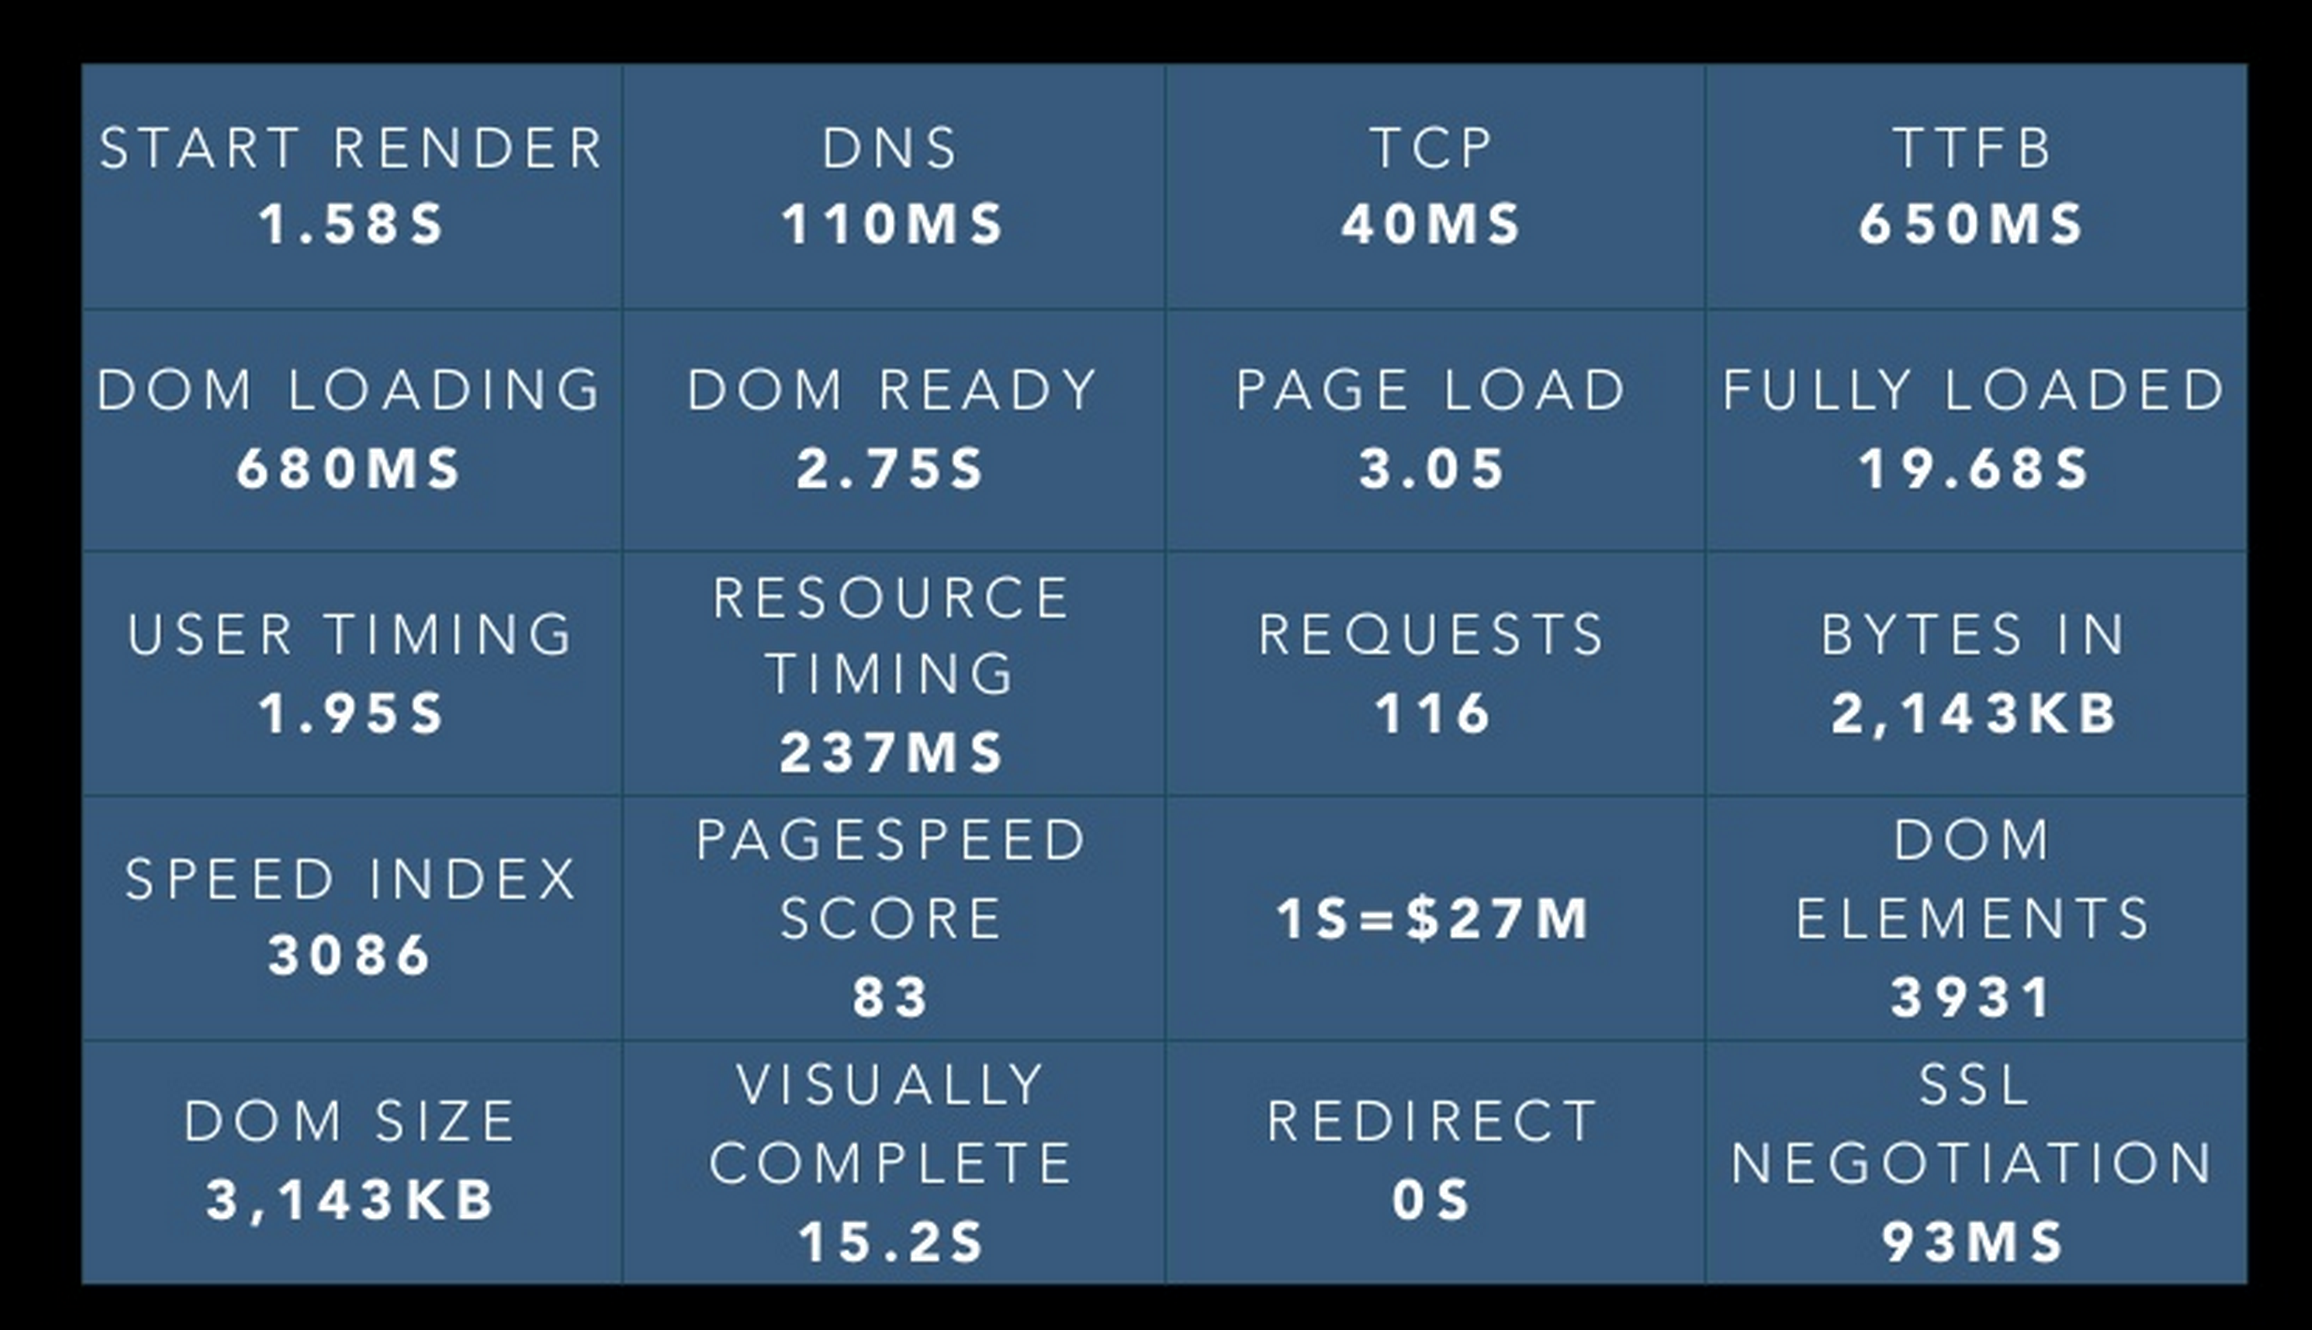 START RENDER
1.58S
DNS
110MS
TCP
40MS
TTFB
650MS
DOM LOADING
680MS
DOM READY
2.75S
PAGE LOAD
3.05
FULLY LOADED
19.68S
USER TIMING
1.95S
RESOURCE
TIMING
237MS
REQUESTS
116
BYTES IN
2,143KB
SPEED INDEX
3086
PAGESPEED
SCORE
83
1S=$27M
DOM
ELEMENTS
3931
DOM SIZE
3,143KB
VISUALLY
COMPLETE
15.2S
REDIRECT
0S
SSL
NEGOTIATION
93MS